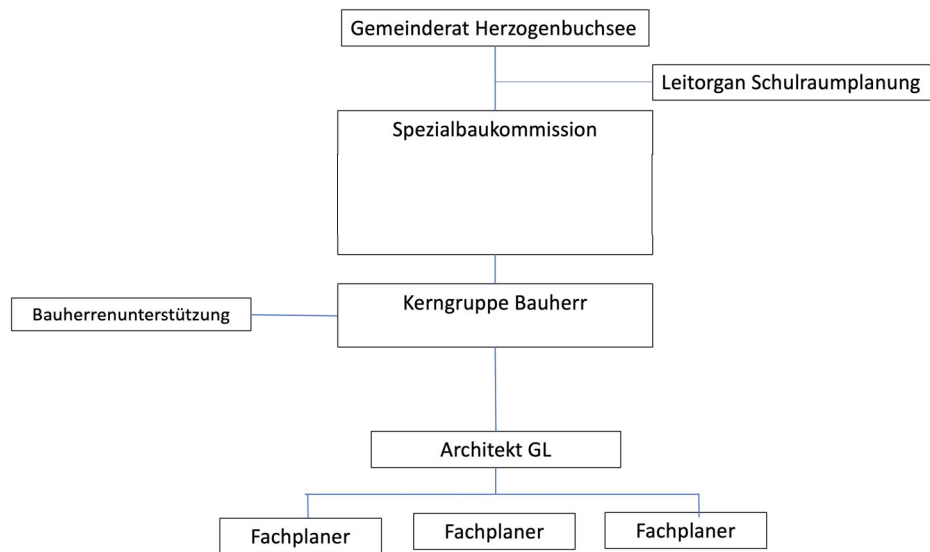 Gemeinderat Herzogenbuchsee
Leitorgan Schulraumplanung
Spezialbaukommission
Kerngruppe Bauherr
Bauherrenunterstützung
Architekt GL
Fachplaner
Fachplaner
Fachplaner